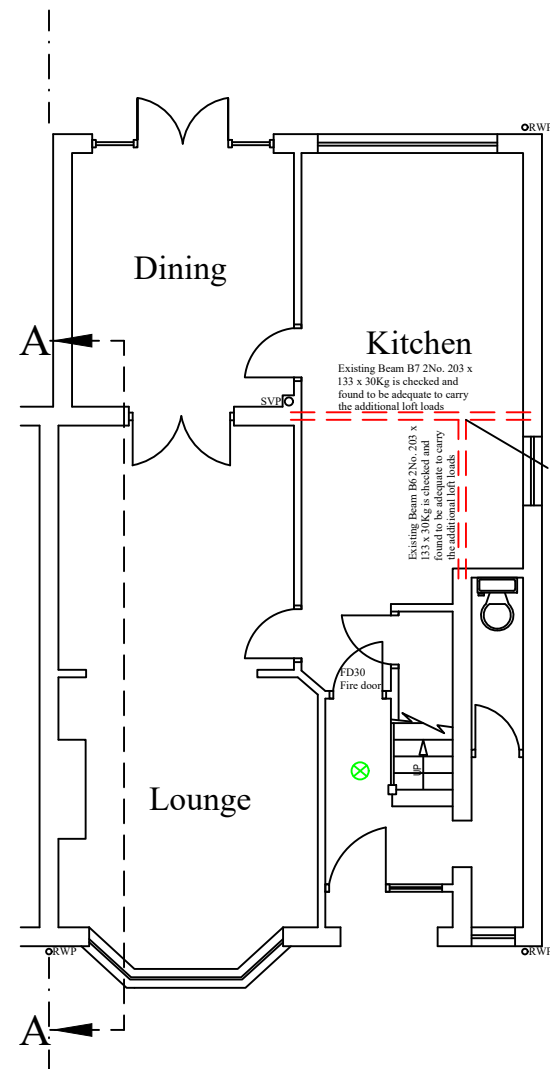 RWP
Dining
Kitchen
A
Existing Beam B7 2No. 203 x
133 x 30Kg is checked and
found to be adequate to carry
the additional loft loads
SVP
Existing Beam B6 2No. 203 x
133 x 30Kg is checked and
found to be adequate to carry
the additional loft loads
FD30
Fire door
UP
Lounge
RWP
RWP
A